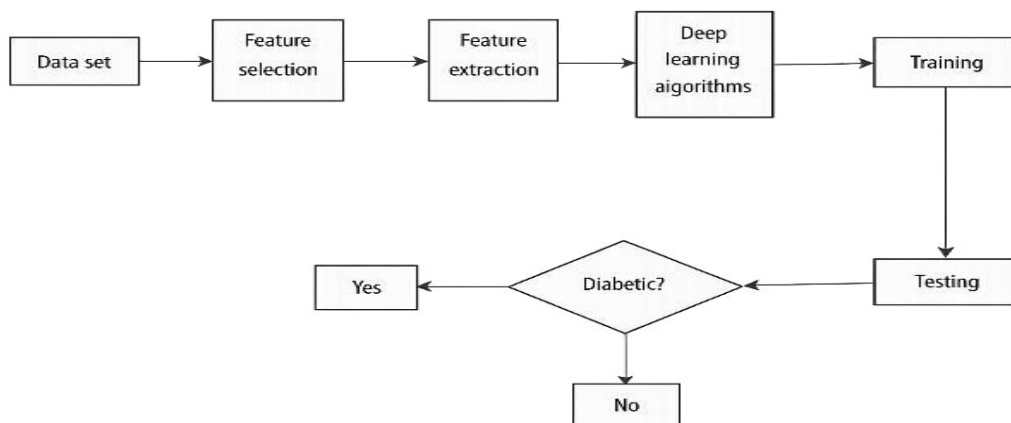 Data set
Feature
selection
Feature
extraction
Deep
learning
aigorithms
Training
Testing
Diabetic?
Yes
No